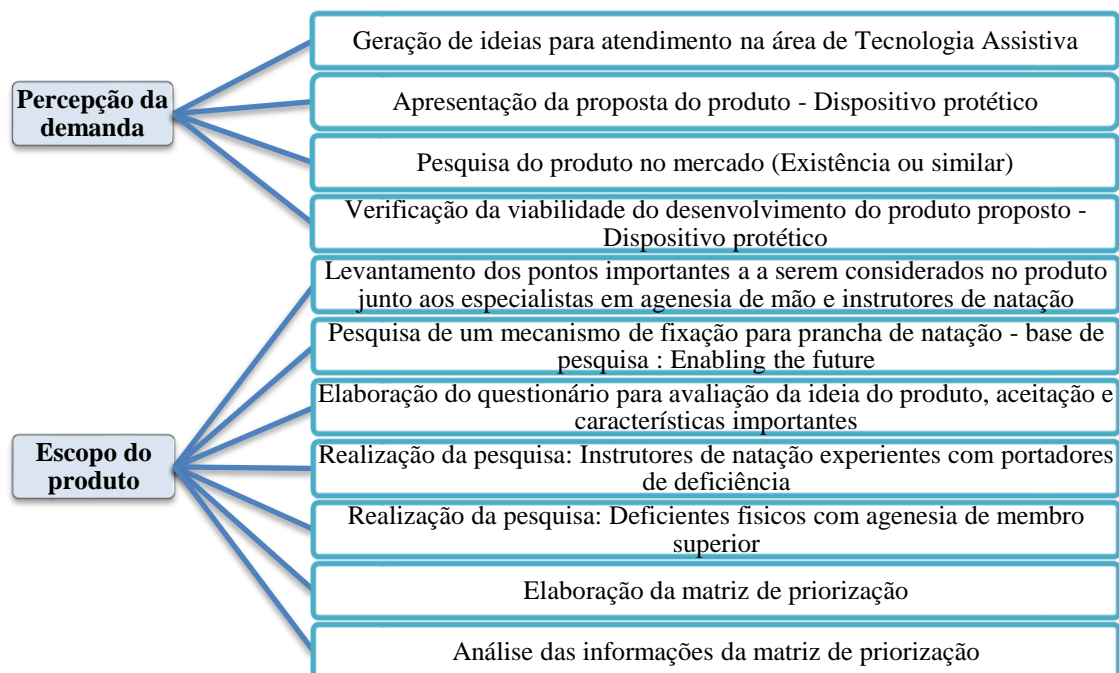 Percepção da
demanda
Geração de ideias para atendimento na área de Tecnologia Assistiva
Apresentação da proposta do produto - Dispositivo protético
Pesquisa do produto no mercado (Existência ou similar)
Verificação da viabilidade do desenvolvimento do produto proposto -
Dispositivo protético
Escopo do
produto
Levantamento dos pontos importantes a a serem considerados no produto
junto aos especialistas em agenesia de mão e instrutores de natação
Pesquisa de um mecanismo de fixação para prancha de natação - base de
pesquisa : Enabling the future
Elaboração do questionário para avaliação da ideia do produto, aceitação e
características importantes
Realização da pesquisa: Instrutores de natação experientes com portadores
de deficiência
Realização da pesquisa: Deficientes fisicos com agenesia de membro
superior
Elaboração da matriz de priorização
Análise das informações da matriz de priorização